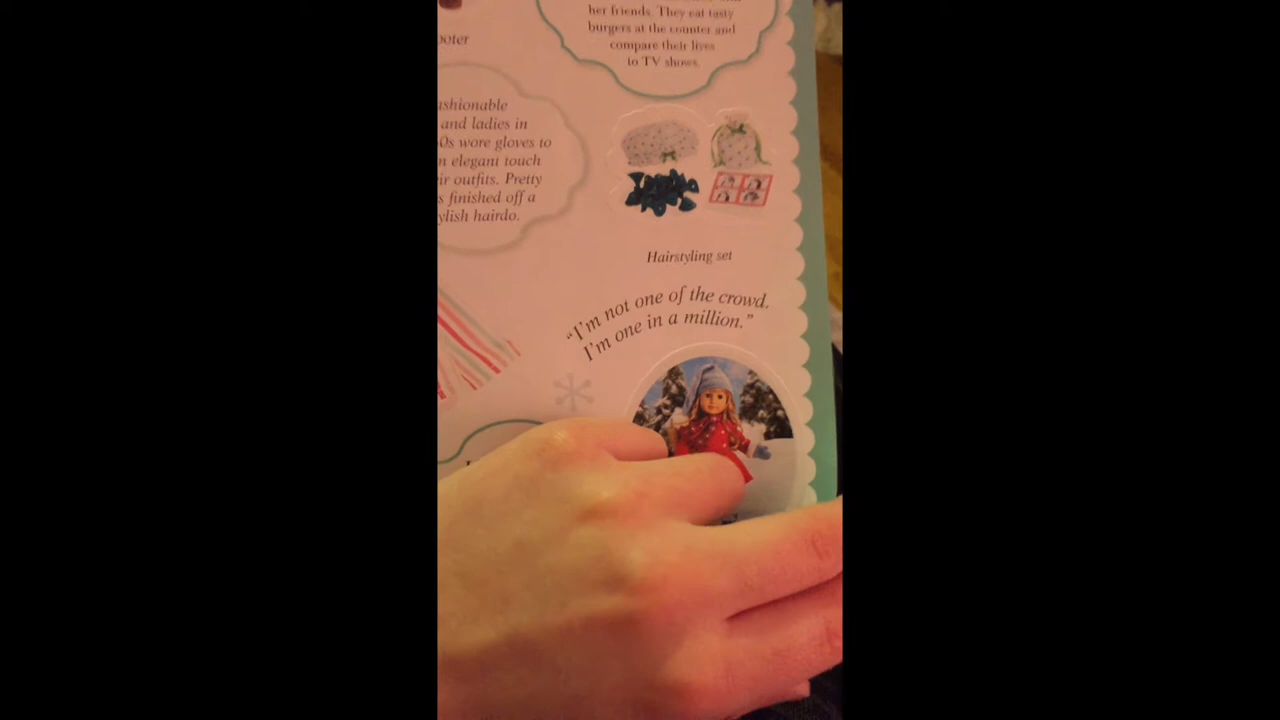 her friends. They eat tasty
burgers at the counter and
compare their lives
to TV shows.
ooter
ashionable
and ladies in
0s wore gloves to
n elegant touch
ir outfits. Pretty
s finished off a
ylish hairdo.
Hairstyling set
"I'm not one of the crowd.
I'm one in a million."